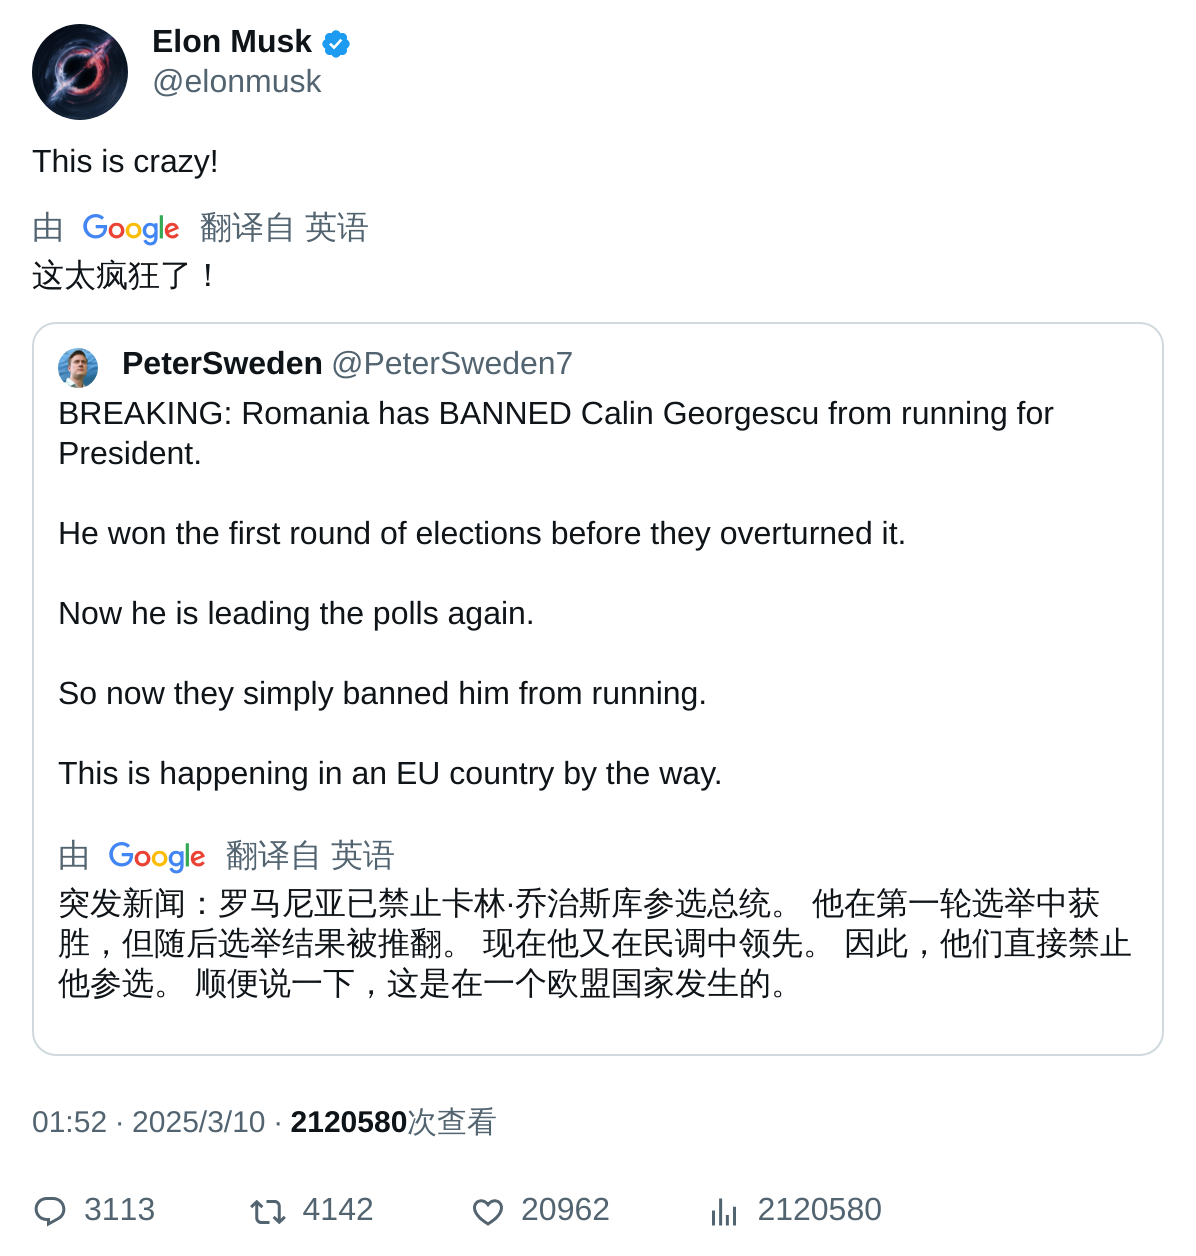 Elon Musk
@elonmusk
This is crazy!
由 Google 翻译自 英语
这太疯狂了！
PeterSweden @PeterSweden7
BREAKING: Romania has BANNED Calin Georgescu from running for
President.
He won the first round of elections before they overturned it.
Now he is leading the polls again.
So now they simply banned him from running.
This is happening in an EU country by the way.
由 Google 翻译自 英语
突发新闻：罗马尼亚已禁止卡林·乔治斯库参选总统。 他在第一轮选举中获
胜，但随后选举结果被推翻。 现在他又在民调中领先。 因此，他们直接禁止
他参选。 顺便说一下，这是在一个欧盟国家发生的。
01:52 · 2025/3/10 · 2120580次查看
3113 4142 20962 2120580